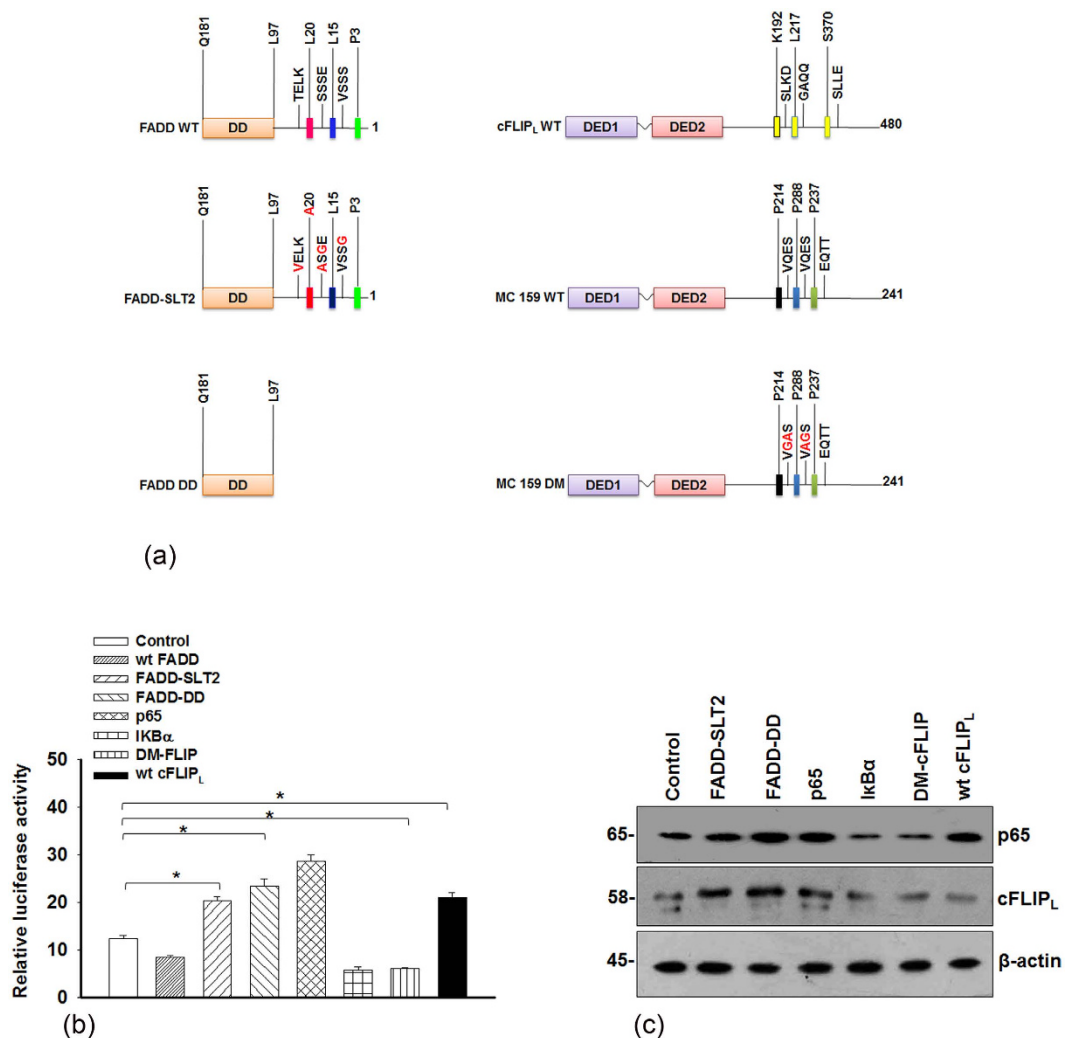 Q181 L97 TELK L20 SSSE L15 VSSS P3
FADD WT DD 1
K192 SLKD L217 GAQQ S370 SLLE
cFLIPL WT DED1 DED2 480
Q181 L97 VELK A20 ASGE L15 VSSG P3
FADD-SLT2 DD 1
P214 VQES P288 VQES P237 EQTT
MC 159 WT DED1 DED2 241
Q181 L97
FADD DD DD
P214 VGAS P288 VAGS P237 EQTT
MC 159 DM DED1 DED2 241
(a)
Control
wt FADD
FADD-SLT2
FADD-DD
p65
IKBα
DM-FLIP
wt cFLIPL
Relative luciferase activity
50
40
30
20
10
0
*
*
*
*
(b)
Control FADD-SLT2 FADD-DD p65 IκBα DM-cFLIP wt cFLIPL
65- p65
58- cFLIPL
45- β-actin
(c)